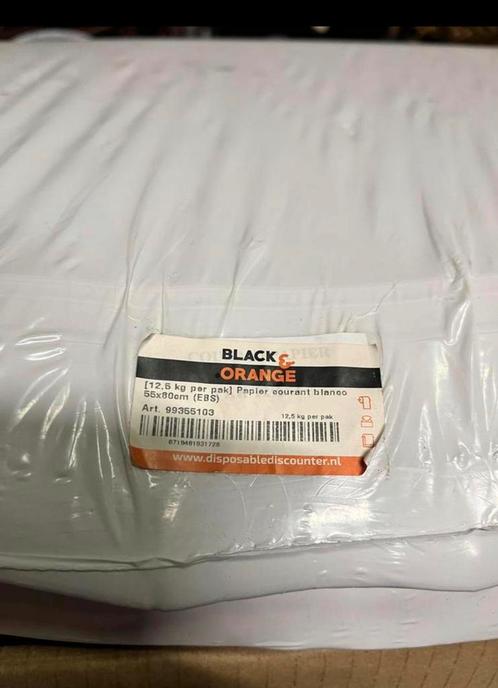 BLACK &
ORANGE
[12,5 kg per pak] Papier courant blanco
55x80cm (EBS)
Art. 99355103
12,5 kg per pak
8719481931728
www.disposablediscounter.nl